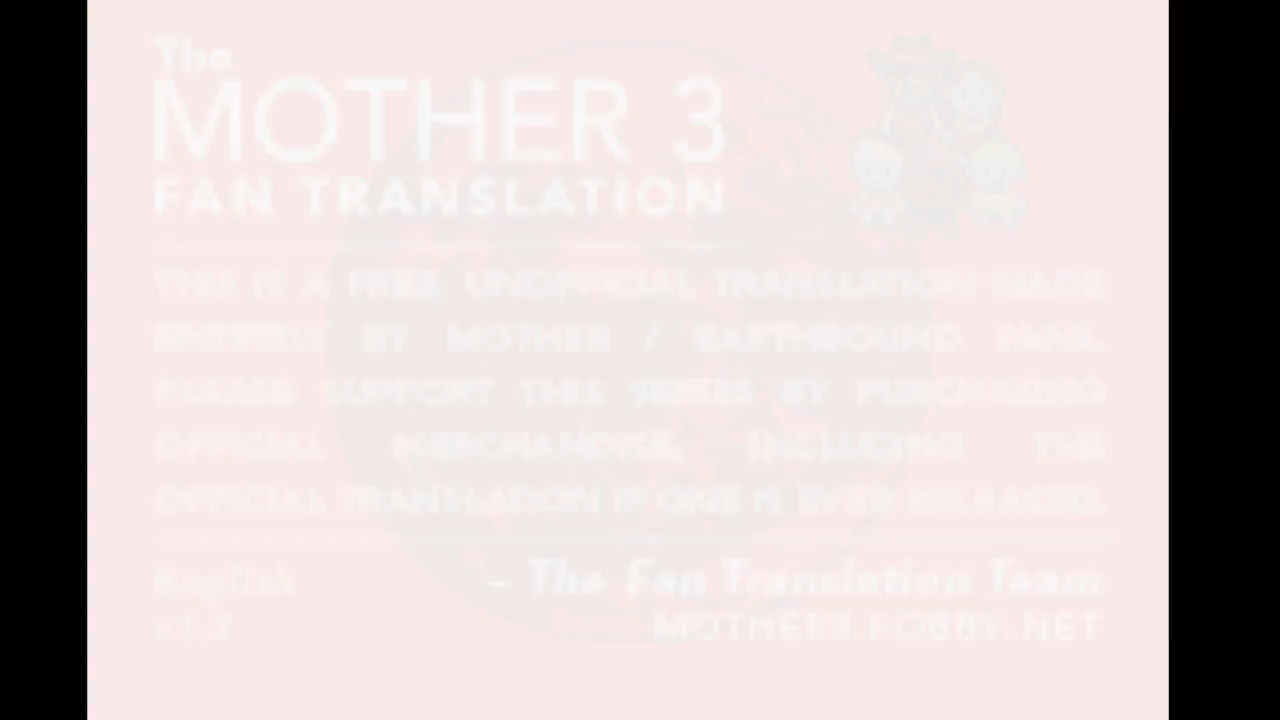 The
MOTHER 3
FAN TRANSLATION
THIS IS A FREE, UNOFFICIAL TRANSLATION MADE
ENTIRELY BY MOTHER / EARTHBOUND FANS.
PLEASE SUPPORT THIS SERIES BY PURCHASING
OFFICIAL MERCHANDISE, INCLUDING THE
OFFICIAL TRANSLATION IF ONE IS EVER RELEASED.
English
v1.2
– The Fan Translation Team
MOTHER3.FOBBY.NET